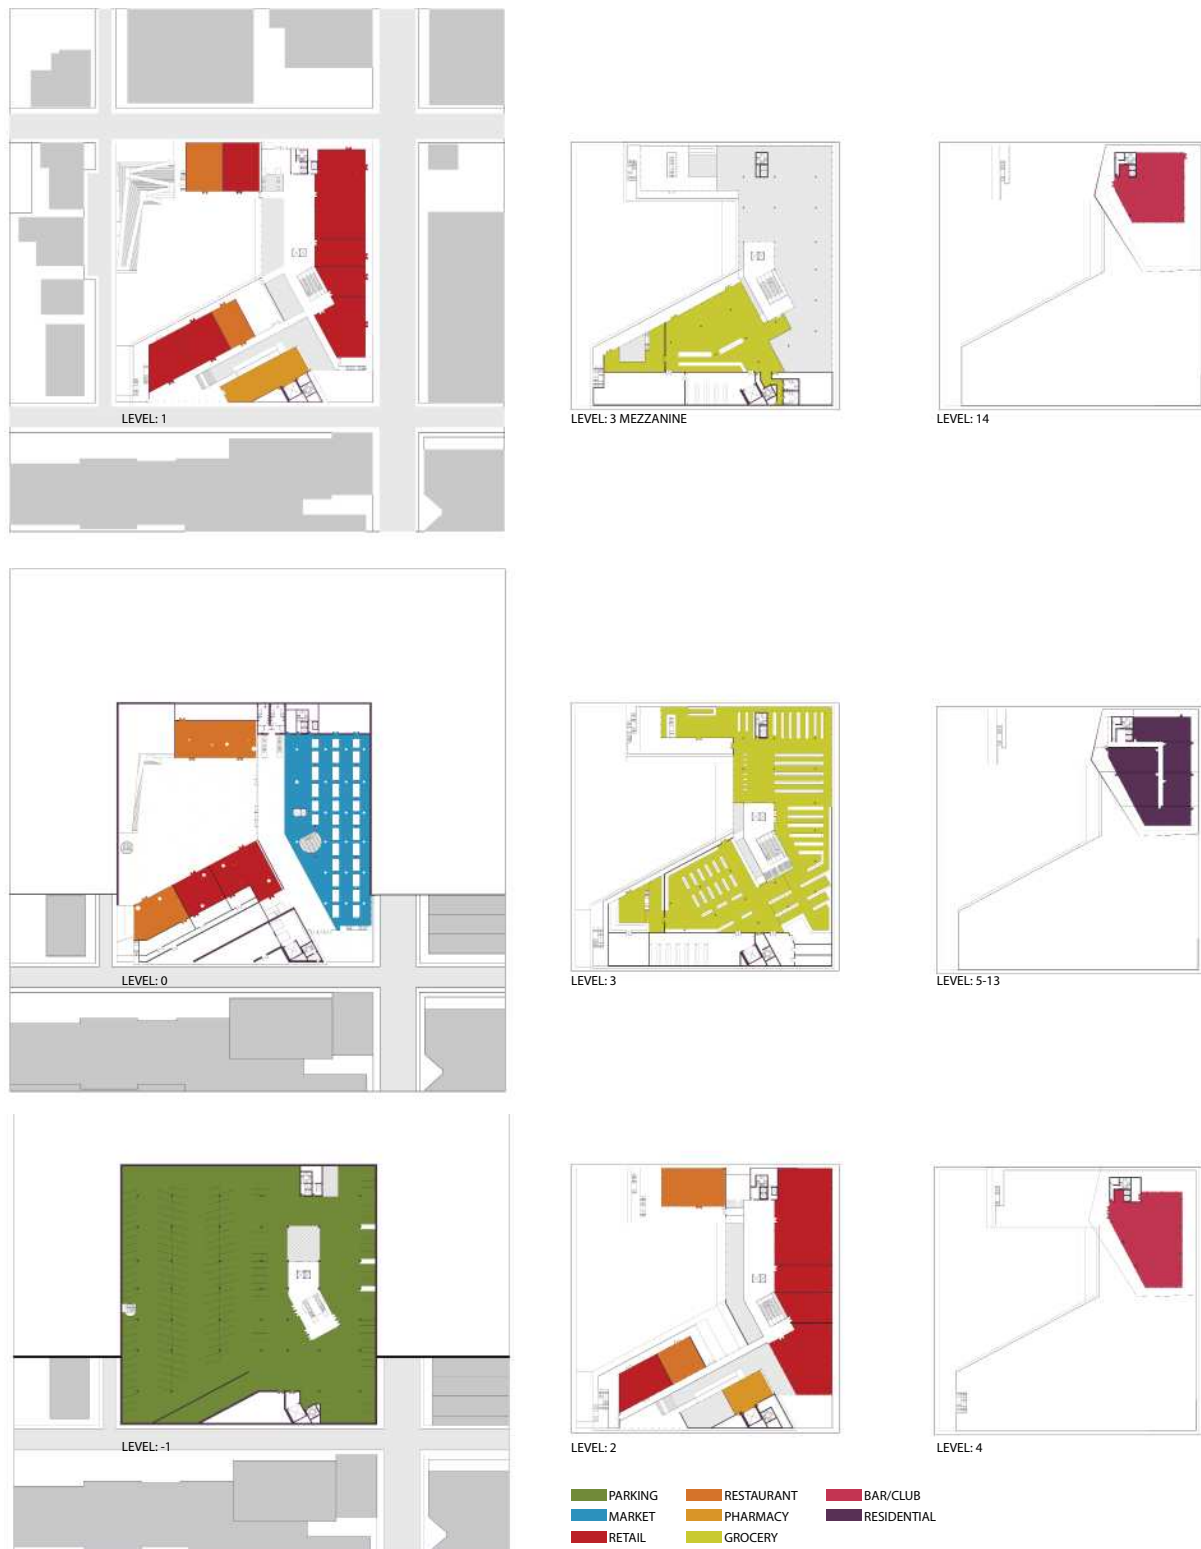 LEVEL: 1
LEVEL: 3 MEZZANINE
LEVEL: 14
LEVEL: 0
LEVEL: 3
LEVEL: 5-13
LEVEL: -1
LEVEL: 2
LEVEL: 4
PARKING
RESTAURANT
BAR/CLUB
MARKET
PHARMACY
RESIDENTIAL
RETAIL
GROCERY